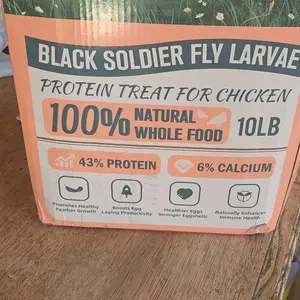 BLACK SOLDIER FLY LARVAE
PROTEIN TREAT FOR CHICKEN
100% NATURAL WHOLE FOOD 10LB
43% PROTEIN
6% CALCIUM
Promotes Healthy
Feather Growth
Boosts Egg
Laying Productivity
Healthier Eggs
Stronger Eggshells
Naturally Enhances
Immune Health